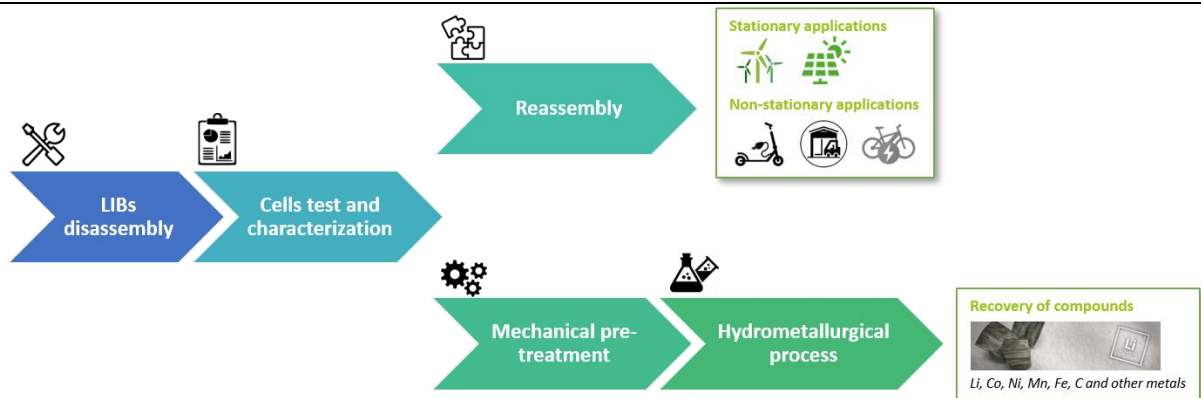 Stationary applications
Reassembly
Non-stationary applications
LIBs
disassembly
Cells test and
characterization
Mechanical pre-
treatment
Hydrometallurgical
process
Recovery of compounds
Li
Li, Co, Ni, Mn, Fe, C and other metals